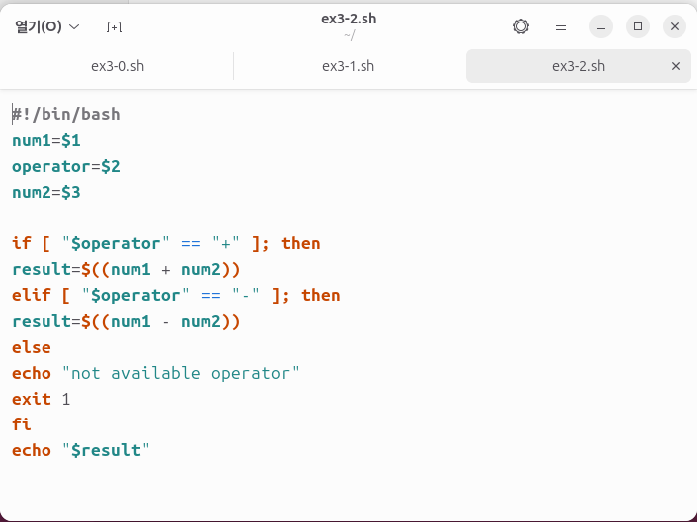 열기(O)
ex3-2.sh
~/
ex3-0.sh ex3-1.sh ex3-2.sh
#!/bin/bash
num1=$1
operator=$2
num2=$3
if [ "$operator" == "+" ]; then
result=$((num1 + num2))
elif [ "$operator" == "-" ]; then
result=$((num1 - num2))
else
echo "not available operator"
exit 1
fi
echo "$result"